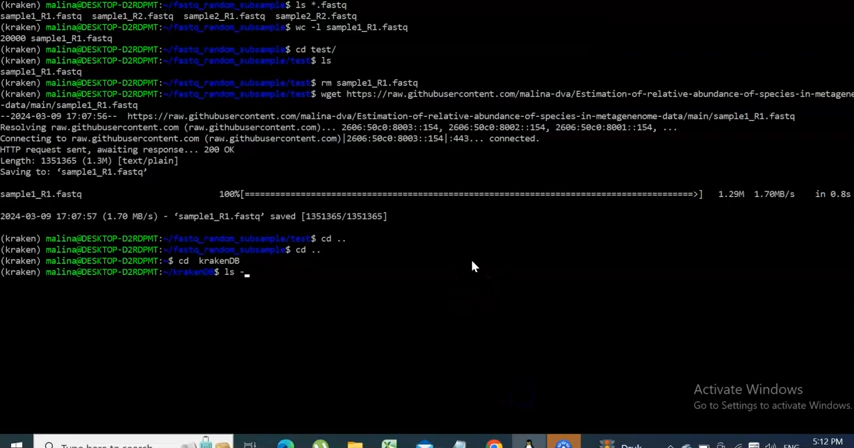 (kraken) malina@DESKTOP-D2RDPMT:~/fastq_random_subsample$ ls *.fastq
sample1_R1.fastq  sample1_R2.fastq  sample2_R1.fastq  sample2_R2.fastq
(kraken) malina@DESKTOP-D2RDPMT:~/fastq_random_subsample$ wc -l sample1_R1.fastq
20000 sample1_R1.fastq
(kraken) malina@DESKTOP-D2RDPMT:~/fastq_random_subsample$ cd test/
(kraken) malina@DESKTOP-D2RDPMT:~/fastq_random_subsample/test$ ls
sample1_R1.fastq
(kraken) malina@DESKTOP-D2RDPMT:~/fastq_random_subsample/test$ rm sample1_R1.fastq
(kraken) malina@DESKTOP-D2RDPMT:~/fastq_random_subsample/test$ wget https://raw.githubusercontent.com/malina-dva/Estimation-of-relative-abundance-of-species-in-metagenome
-data/main/sample1_R1.fastq
--2024-03-09 17:07:56--  https://raw.githubusercontent.com/malina-dva/Estimation-of-relative-abundance-of-species-in-metagenome-data/main/sample1_R1.fastq
Resolving raw.githubusercontent.com (raw.githubusercontent.com)... 2606:50c0:8003::154, 2606:50c0:8002::154, 2606:50c0:8001::154, ...
Connecting to raw.githubusercontent.com (raw.githubusercontent.com)|2606:50c0:8003::154|:443... connected.
HTTP request sent, awaiting response... 200 OK
Length: 1351365 (1.3M) [text/plain]
Saving to: ‘sample1_R1.fastq’
sample1_R1.fastq 100%[=====================================================================================>] 1.29M 1.70MB/s in 0.8s
2024-03-09 17:07:57 (1.70 MB/s) - ‘sample1_R1.fastq’ saved [1351365/1351365]
(kraken) malina@DESKTOP-D2RDPMT:~/fastq_random_subsample/test$ cd ..
(kraken) malina@DESKTOP-D2RDPMT:~/fastq_random_subsample$ cd ..
(kraken) malina@DESKTOP-D2RDPMT:~$ cd  krakenDB
(kraken) malina@DESKTOP-D2RDPMT:~/krakenDB$ ls -
Activate Windows
Go to Settings to activate Windows.
Type here to search
ENG
5:12 PM